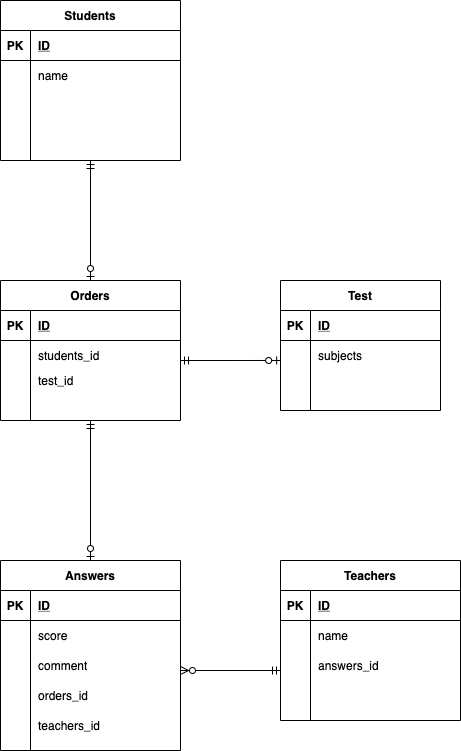 Students
PK ID
name
Orders
PK ID
students_id
test_id
Test
PK ID
subjects
Answers
PK ID
score
comment
orders_id
teachers_id
Teachers
PK ID
name
answers_id